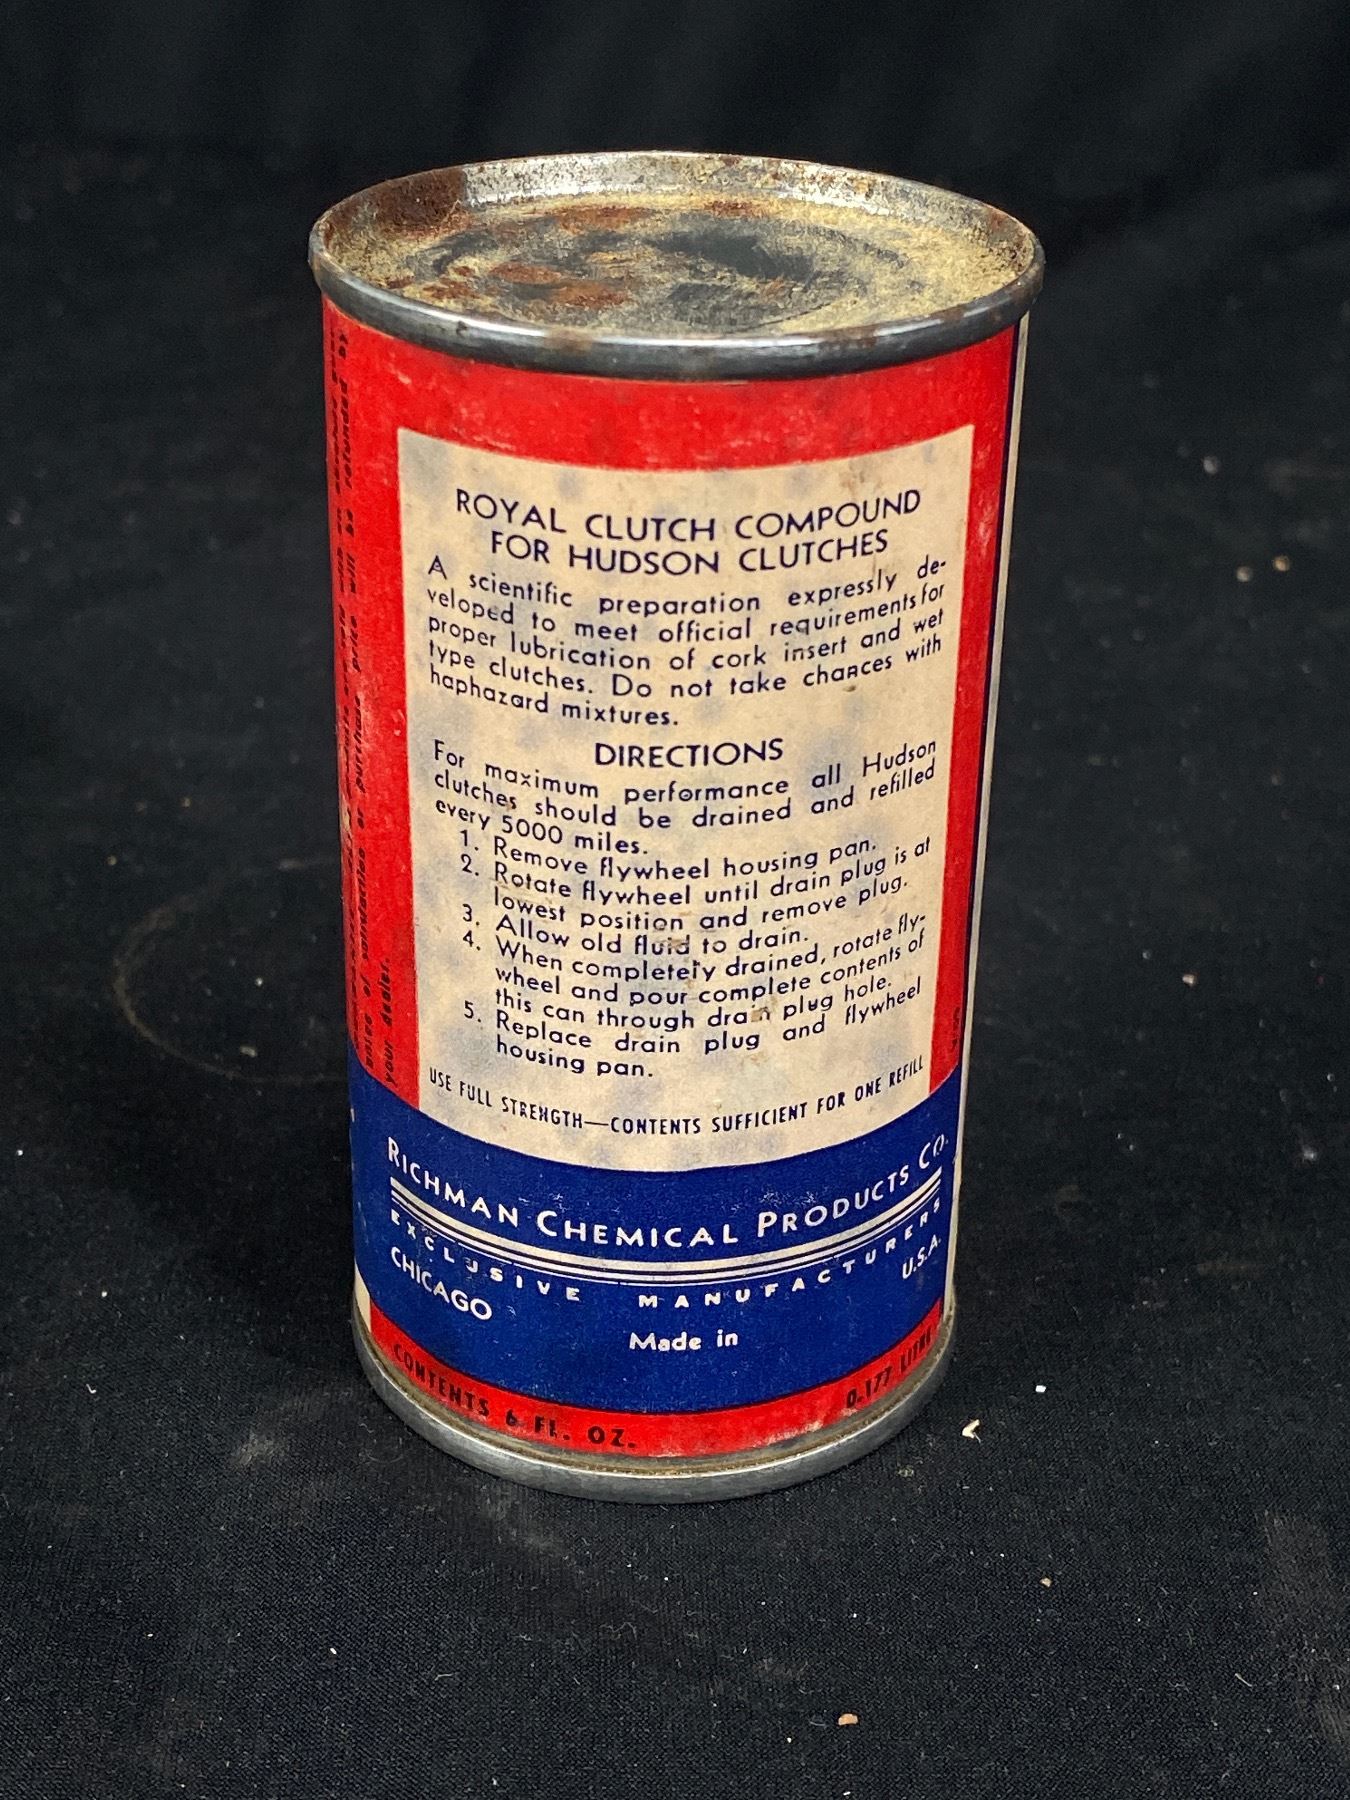 ROYAL CLUTCH COMPOUND
FOR HUDSON CLUTCHES
A scientific preparation expressly de-
veloped to meet official requirements for
proper lubrication of cork insert and wet
type clutches. Do not take chances with
haphazard mixtures.
DIRECTIONS
For maximum performance all Hudson
clutches should be drained and refilled
every 5000 miles.
1. Remove flywheel housing pan.
2. Rotate flywheel until drain plug is at
lowest position and remove plug.
3. Allow old fluid to drain.
4. When completely drained, rotate fly-
wheel and pour complete contents of
this can through drain plug hole.
5. Replace drain plug and flywheel
housing pan.
USE FULL STRENGTH—CONTENTS SUFFICIENT FOR ONE REFILL
RICHMAN CHEMICAL PRODUCTS CO.
EXCLUSIVE MANUFACTURERS
CHICAGO U.S.A.
Made in
CONTENTS 6 FL. OZ. 0.177 LITRE
your dealer.